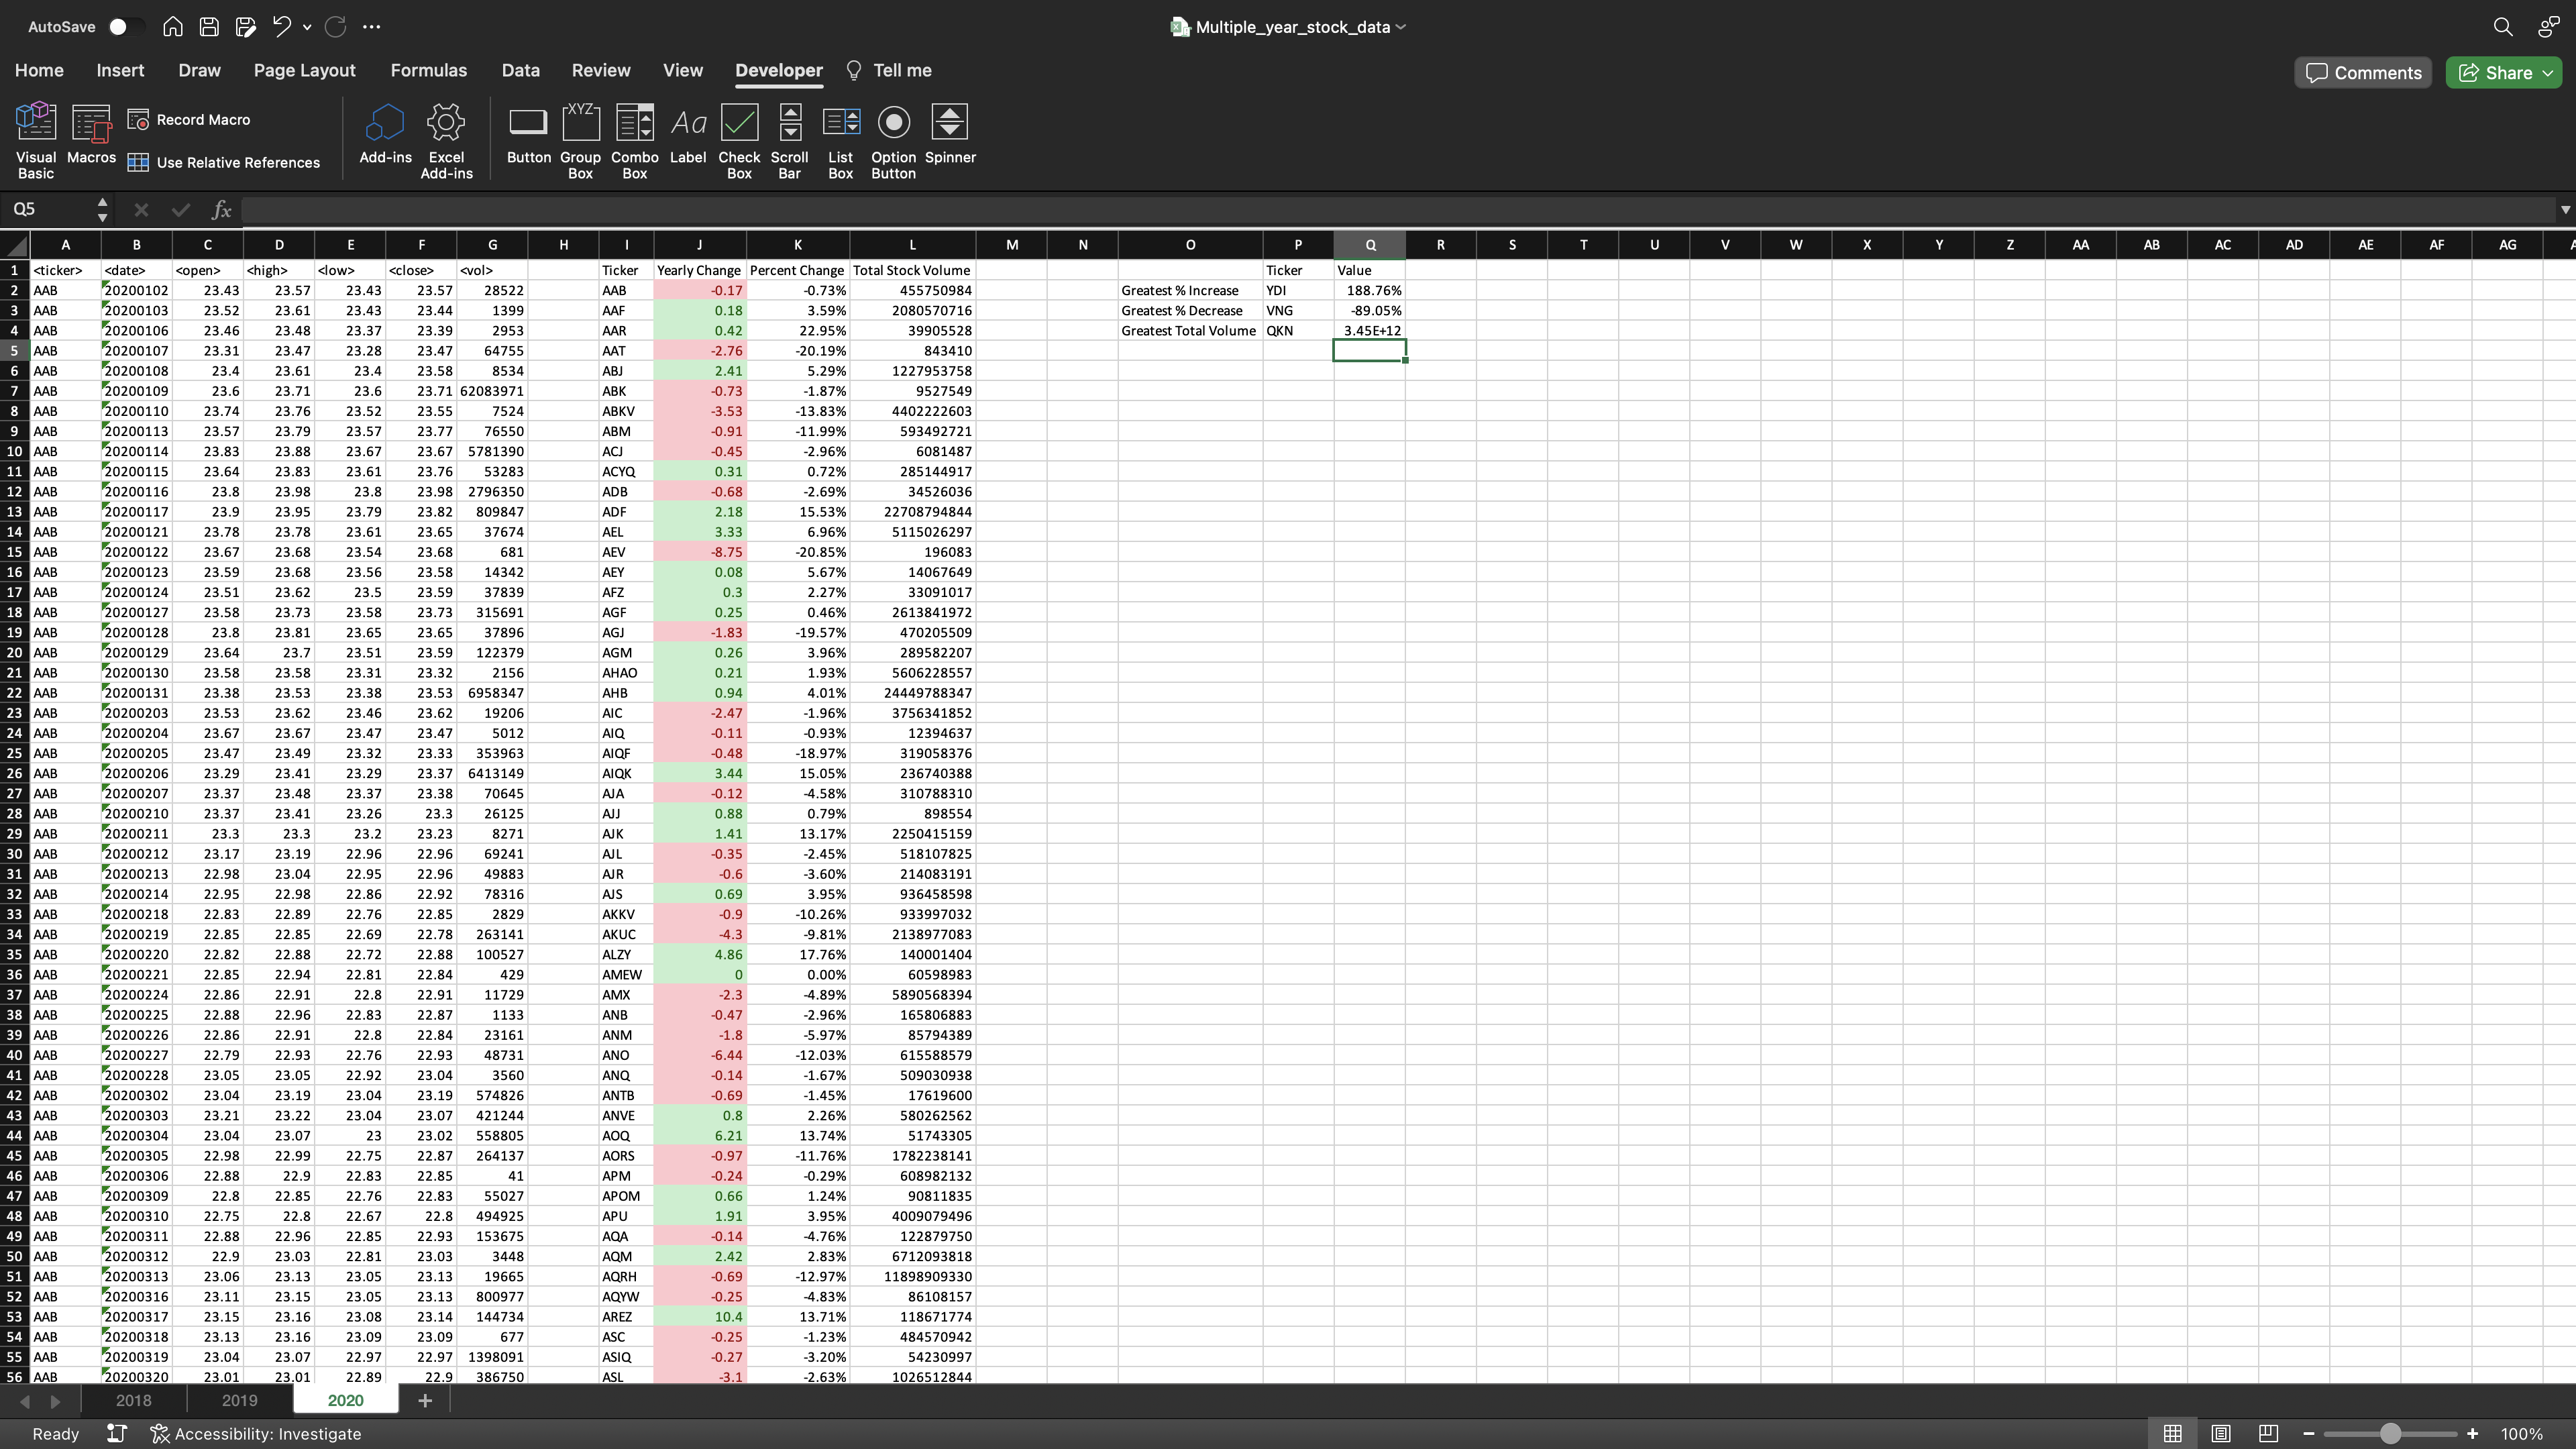 AutoSave
Multiple_year_stock_data
Home Insert Draw Page Layout Formulas Data Review View Developer Tell me
Comments Share
Visual Basic Macros Record Macro Use Relative References Add-ins Excel Add-ins Button Group Box Combo Box Label Check Box Scroll Bar List Box Option Button Spinner
Q5 fx
A B C D E F G H I J K L M N O P Q R S T U V W X Y Z AA AB AC AD AE AF AG
1 <ticker> <date> <open> <high> <low> <close> <vol> Ticker Yearly Change Percent Change Total Stock Volume Ticker Value
2 AAB 20200102 23.43 23.57 23.43 23.57 28522 AAB -0.17 -0.73% 455750984 Greatest % Increase YDI 188.76%
3 AAB 20200103 23.52 23.61 23.43 23.44 1399 AAF 0.18 3.59% 2080570716 Greatest % Decrease VNG -89.05%
4 AAB 20200106 23.46 23.48 23.37 23.39 2953 AAR 0.42 22.95% 39905528 Greatest Total Volume QKN 3.45E+12
5 AAB 20200107 23.31 23.47 23.28 23.47 64755 AAT -2.76 -20.19% 843410
6 AAB 20200108 23.4 23.61 23.4 23.58 8534 ABJ 2.41 5.29% 1227953758
7 AAB 20200109 23.6 23.71 23.6 23.71 62083971 ABK -0.73 -1.87% 9527549
8 AAB 20200110 23.74 23.76 23.52 23.55 7524 ABKV -3.53 -13.83% 4402222603
9 AAB 20200113 23.57 23.79 23.57 23.77 76550 ABM -0.91 -11.99% 593492721
10 AAB 20200114 23.83 23.88 23.67 23.67 5781390 ACJ -0.45 -2.96% 6081487
11 AAB 20200115 23.64 23.83 23.61 23.76 53283 ACYQ 0.31 0.72% 285144917
12 AAB 20200116 23.8 23.98 23.8 23.98 2796350 ADB -0.68 -2.69% 34526036
13 AAB 20200117 23.9 23.95 23.79 23.82 809847 ADF 2.18 15.53% 22708794844
14 AAB 20200121 23.78 23.78 23.61 23.65 37674 AEL 3.33 6.96% 5115026297
15 AAB 20200122 23.67 23.68 23.54 23.68 681 AEV -8.75 -20.85% 196083
16 AAB 20200123 23.59 23.68 23.56 23.58 14342 AEY 0.08 5.67% 14067649
17 AAB 20200124 23.51 23.62 23.5 23.59 37839 AFZ 0.3 2.27% 33091017
18 AAB 20200127 23.58 23.73 23.58 23.73 315691 AGF 0.25 0.46% 2613841972
19 AAB 20200128 23.8 23.81 23.65 23.65 37896 AGJ -1.83 -19.57% 470205509
20 AAB 20200129 23.64 23.7 23.51 23.59 122379 AGM 0.26 3.96% 289582207
21 AAB 20200130 23.58 23.58 23.31 23.32 2156 AHAO 0.21 1.93% 5606228557
22 AAB 20200131 23.38 23.53 23.38 23.53 6958347 AHB 0.94 4.01% 24449788347
23 AAB 20200203 23.53 23.62 23.46 23.62 19206 AIC -2.47 -1.96% 3756341852
24 AAB 20200204 23.67 23.67 23.47 23.47 5012 AIQ -0.11 -0.93% 12394637
25 AAB 20200205 23.47 23.49 23.32 23.33 353963 AIQF -0.48 -18.97% 319058376
26 AAB 20200206 23.29 23.41 23.29 23.37 6413149 AIQK 3.44 15.05% 236740388
27 AAB 20200207 23.37 23.48 23.37 23.38 70645 AJA -0.12 -4.58% 310788310
28 AAB 20200210 23.37 23.41 23.26 23.3 26125 AJJ 0.88 0.79% 898554
29 AAB 20200211 23.3 23.3 23.2 23.23 8271 AJK 1.41 13.17% 2250415159
30 AAB 20200212 23.17 23.19 22.96 22.96 69241 AJL -0.35 -2.45% 518107825
31 AAB 20200213 22.98 23.04 22.95 22.96 49883 AJR -0.6 -3.60% 214083191
32 AAB 20200214 22.95 22.98 22.86 22.92 78316 AJS 0.69 3.95% 936458598
33 AAB 20200218 22.83 22.89 22.76 22.85 2829 AKKV -0.9 -10.26% 933997032
34 AAB 20200219 22.85 22.85 22.69 22.78 263141 AKUC -4.3 -9.81% 2138977083
35 AAB 20200220 22.82 22.88 22.72 22.88 100527 ALZY 4.86 17.76% 140001404
36 AAB 20200221 22.85 22.94 22.81 22.84 429 AMEW 0 0.00% 60598983
37 AAB 20200224 22.86 22.91 22.8 22.91 11729 AMX -2.3 -4.89% 5890568394
38 AAB 20200225 22.88 22.96 22.83 22.87 1133 ANB -0.47 -2.96% 165806883
39 AAB 20200226 22.86 22.91 22.8 22.84 23161 ANM -1.8 -5.97% 85794389
40 AAB 20200227 22.79 22.93 22.76 22.93 48731 ANO -6.44 -12.03% 615588579
41 AAB 20200228 23.05 23.05 22.92 23.04 3560 ANQ -0.14 -1.67% 509030938
42 AAB 20200302 23.04 23.19 23.04 23.19 574826 ANTB -0.69 -1.45% 17619600
43 AAB 20200303 23.21 23.22 23.04 23.07 421244 ANVE 0.8 2.26% 580262562
44 AAB 20200304 23.04 23.07 23 23.02 558805 AOQ 6.21 13.74% 51743305
45 AAB 20200305 22.98 22.99 22.75 22.87 264137 AORS -0.97 -11.76% 1782238141
46 AAB 20200306 22.88 22.9 22.83 22.85 41 APM -0.24 -0.29% 608982132
47 AAB 20200309 22.8 22.85 22.76 22.83 55027 APOM 0.66 1.24% 90811835
48 AAB 20200310 22.75 22.8 22.67 22.8 494925 APU 1.91 3.95% 4009079496
49 AAB 20200311 22.88 22.96 22.85 22.93 153675 AQA -0.14 -4.76% 122879750
50 AAB 20200312 22.9 23.03 22.81 23.03 3448 AQM 2.42 2.83% 6712093818
51 AAB 20200313 23.06 23.13 23.05 23.13 19665 AQRH -0.69 -12.97% 11898909330
52 AAB 20200316 23.11 23.15 23.05 23.13 800977 AQYW -0.25 -4.83% 86108157
53 AAB 20200317 23.15 23.16 23.08 23.14 144734 AREZ 10.4 13.71% 118671774
54 AAB 20200318 23.13 23.16 23.09 23.09 677 ASC -0.25 -1.23% 484570942
55 AAB 20200319 23.04 23.07 22.97 22.97 1398091 ASIQ -0.27 -3.20% 54230997
56 AAB 20200320 23.01 23.01 22.89 22.9 386750 ASL -3.1 -2.63% 1026512844
2018 2019 2020 +
Ready Accessibility: Investigate 100%